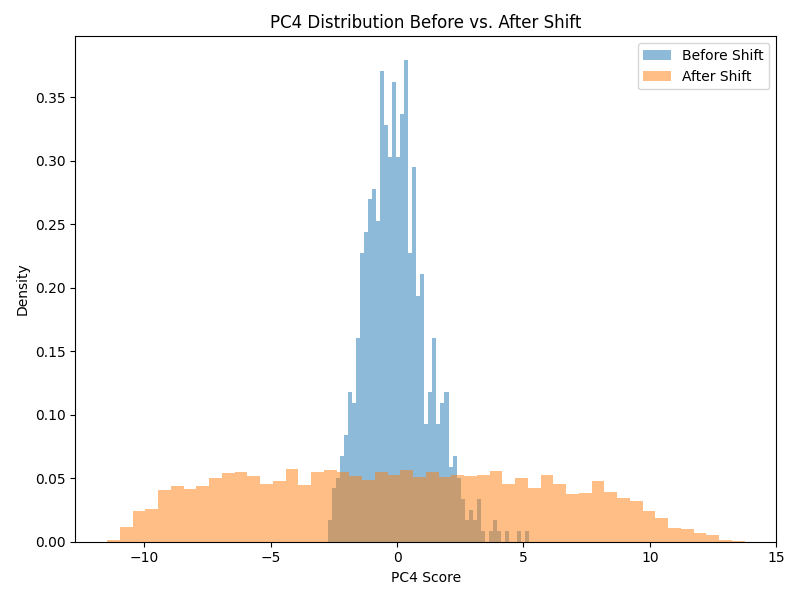 PC4 Distribution Before vs. After Shift
Before Shift
After Shift
Density
0.35
0.30
0.25
0.20
0.15
0.10
0.05
0.00
−10
−5
0
5
10
15
PC4 Score